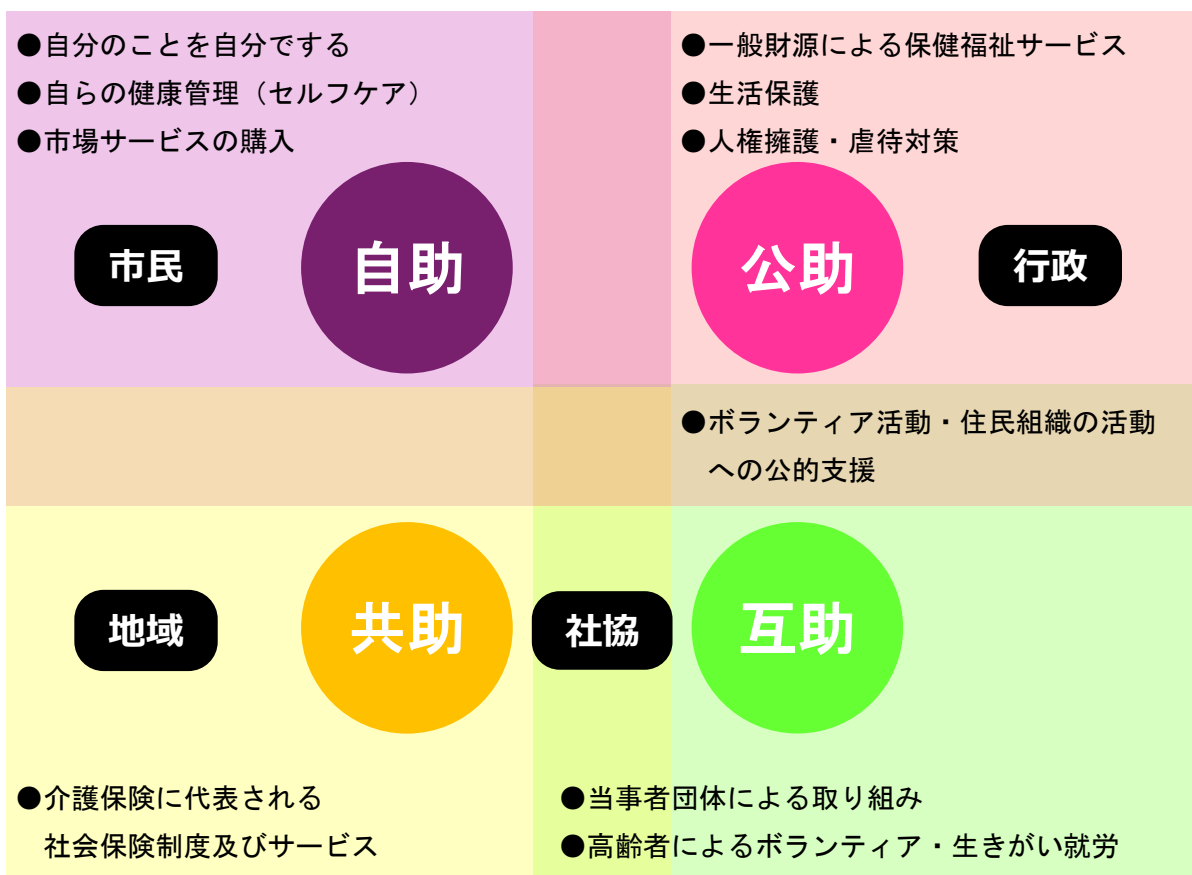 ●自分のことを自分でする
●自らの健康管理（セルフケア）
●市場サービスの購入
市民
自助
●一般財源による保健福祉サービス
●生活保護
●人権擁護・虐待対策
公助
行政
●ボランティア活動・住民組織の活動
への公的支援
地域
共助
社協
互助
●介護保険に代表される
社会保険制度及びサービス
●当事者団体による取り組み
●高齢者によるボランティア・生きがい就労